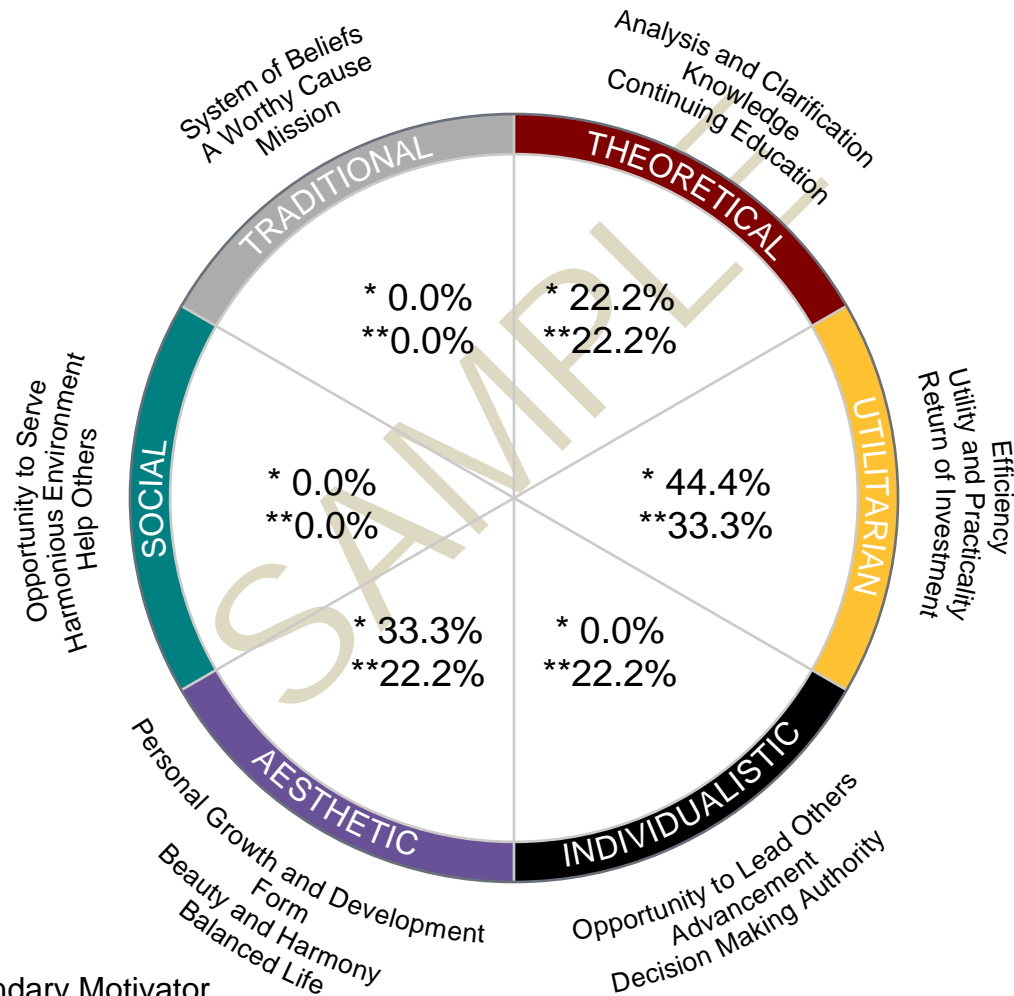 System of Beliefs
A Worthy Cause
Mission
Analysis and Clarification
Knowledge
Continuing Education
TRADITIONAL
THEORETICAL
* 0.0%
**0.0%
* 22.2%
**22.2%
SOCIAL
Opportunity to Serve
Harmonious Environment
Help Others
* 0.0%
**0.0%
* 44.4%
**33.3%
UTILITARIAN
Efficiency
Utility and Practicality
Return of Investment
* 33.3%
**22.2%
* 0.0%
**22.2%
AESTHETIC
INDIVIDUALISTIC
Personal Growth and Development
Form
Beauty and Harmony
Balanced Life
Opportunity to Lead Others
Advancement
Decision Making Authority
SAMPLE
Motivator